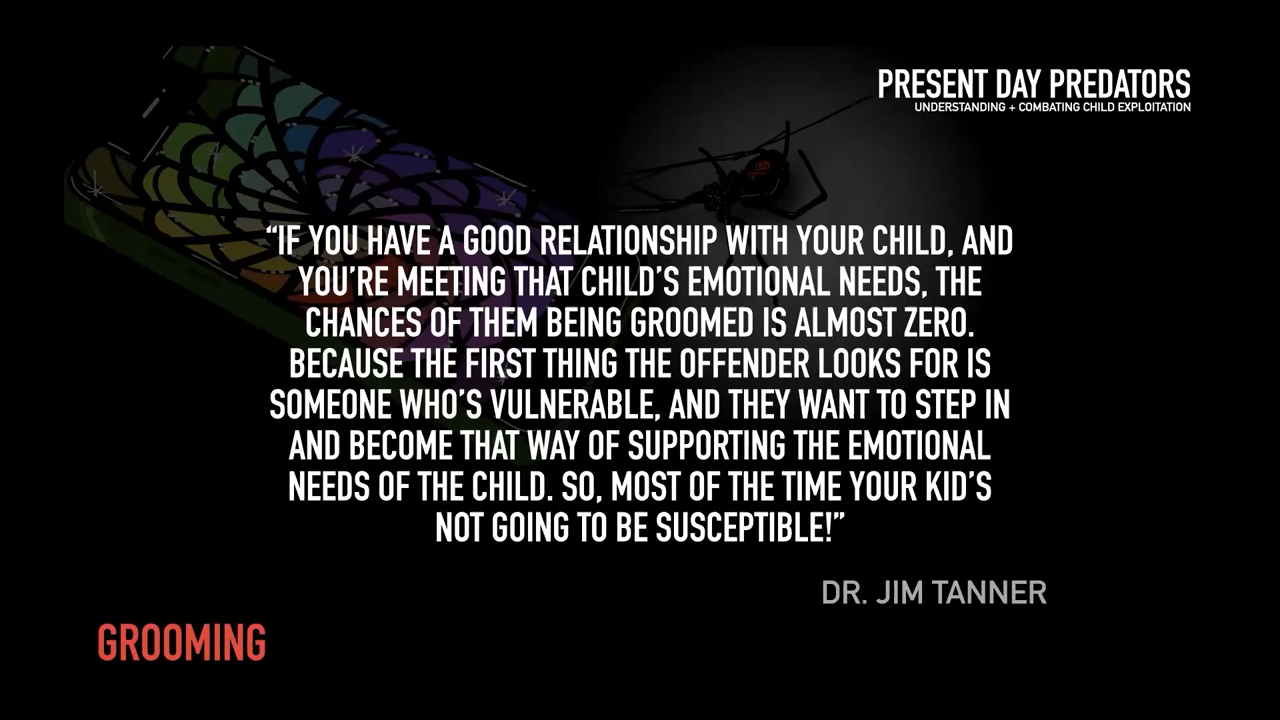 PRESENT DAY PREDATORS
UNDERSTANDING + COMBATING CHILD EXPLOITATION
“IF YOU HAVE A GOOD RELATIONSHIP WITH YOUR CHILD, AND
YOU’RE MEETING THAT CHILD’S EMOTIONAL NEEDS, THE
CHANCES OF THEM BEING GROOMED IS ALMOST ZERO.
BECAUSE THE FIRST THING THE OFFENDER LOOKS FOR IS
SOMEONE WHO’S VULNERABLE, AND THEY WANT TO STEP IN
AND BECOME THAT WAY OF SUPPORTING THE EMOTIONAL
NEEDS OF THE CHILD. SO, MOST OF THE TIME YOUR KID’S
NOT GOING TO BE SUSCEPTIBLE!”
DR. JIM TANNER
GROOMING